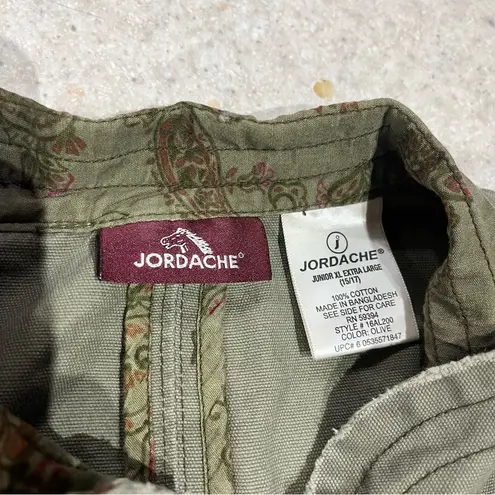 JORDACHE®
J
JORDACHE®
JUNIOR XL EXTRA LARGE
(15/17)
100% COTTON
MADE IN BANGLADESH
SEE SIDE FOR CARE
RN 59394
STYLE # 16AL200
COLOR: OLIVE
UPC# 6 0535571847